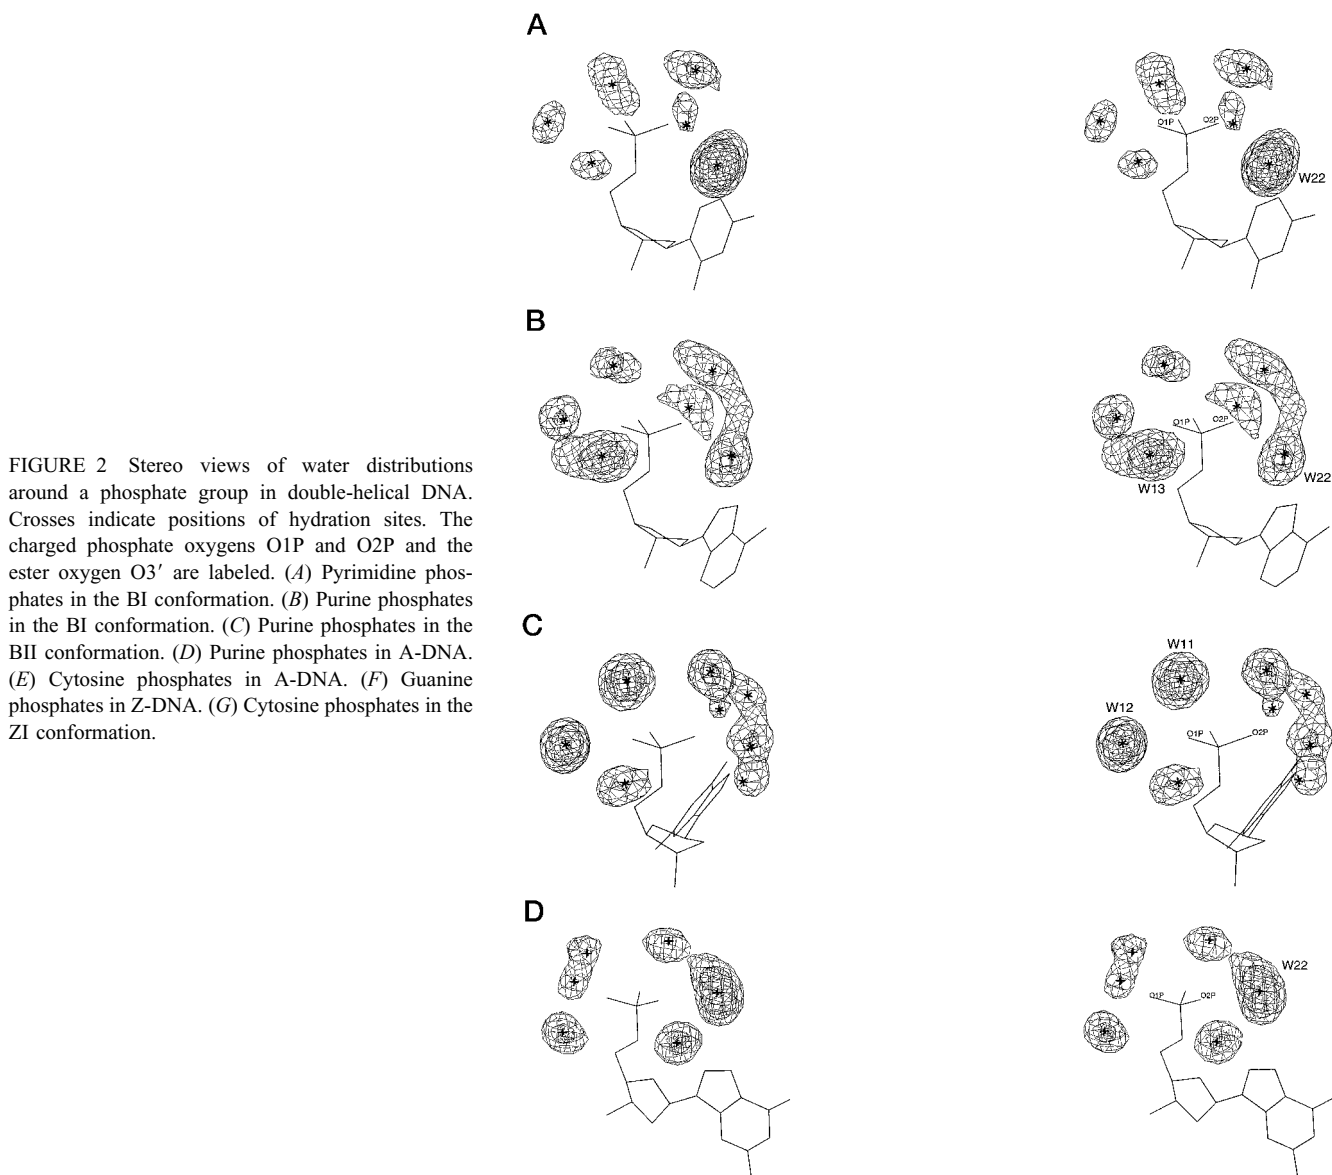 A
O1P
O2P
W22
B
O1P
O2P
W13
W22
FIGURE 2 Stereo views of water distributions
around a phosphate group in double-helical DNA.
Crosses indicate positions of hydration sites. The
charged phosphate oxygens O1P and O2P and the
ester oxygen O3′ are labeled. (A) Pyrimidine phos-
phates in the BI conformation. (B) Purine phosphates
in the BI conformation. (C) Purine phosphates in the
BII conformation. (D) Purine phosphates in A-DNA.
(E) Cytosine phosphates in A-DNA. (F) Guanine
phosphates in Z-DNA. (G) Cytosine phosphates in the
ZI conformation.
C
W11
W12
O1P
O2P
D
W22
O1P
O2P